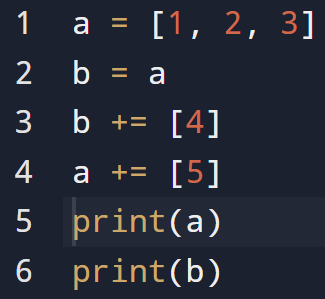 1 a = [1, 2, 3]
2 b = a
3 b += [4]
4 a += [5]
5 print(a)
6 print(b)